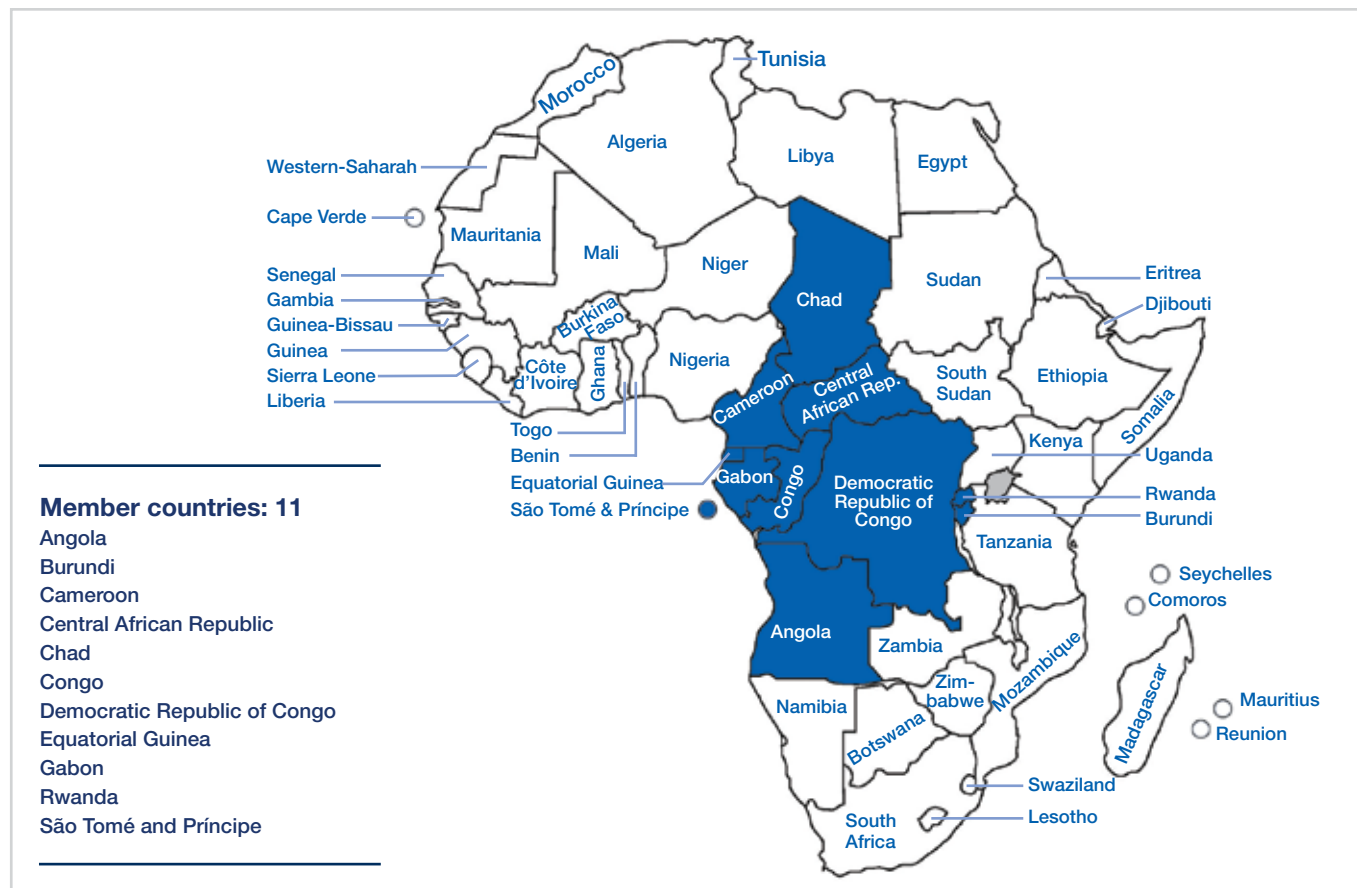 Tunisia
Morocco
Algeria
Libya
Egypt
Western-Saharah
Cape Verde
Mauritania
Mali
Niger
Chad
Sudan
Eritrea
Djibouti
Senegal
Gambia
Guinea-Bissau
Guinea
Sierra Leone
Liberia
Burkina
Faso
Côte
d'Ivoire
Ghana
Togo
Benin
Nigeria
Cameroon
Central
African Rep.
South
Sudan
Ethiopia
Somalia
Kenya
Uganda
Equatorial Guinea
São Tomé & Príncipe
Gabon
Congo
Democratic
Republic of
Congo
Rwanda
Burundi
Tanzania
Seychelles
Comoros
Angola
Zambia
Mozambique
Zim-
babwe
Madagascar
Mauritius
Reunion
Namibia
Botswana
Swaziland
Lesotho
South
Africa
Member countries: 11
Angola
Burundi
Cameroon
Central African Republic
Chad
Congo
Democratic Republic of Congo
Equatorial Guinea
Gabon
Rwanda
São Tomé and Príncipe